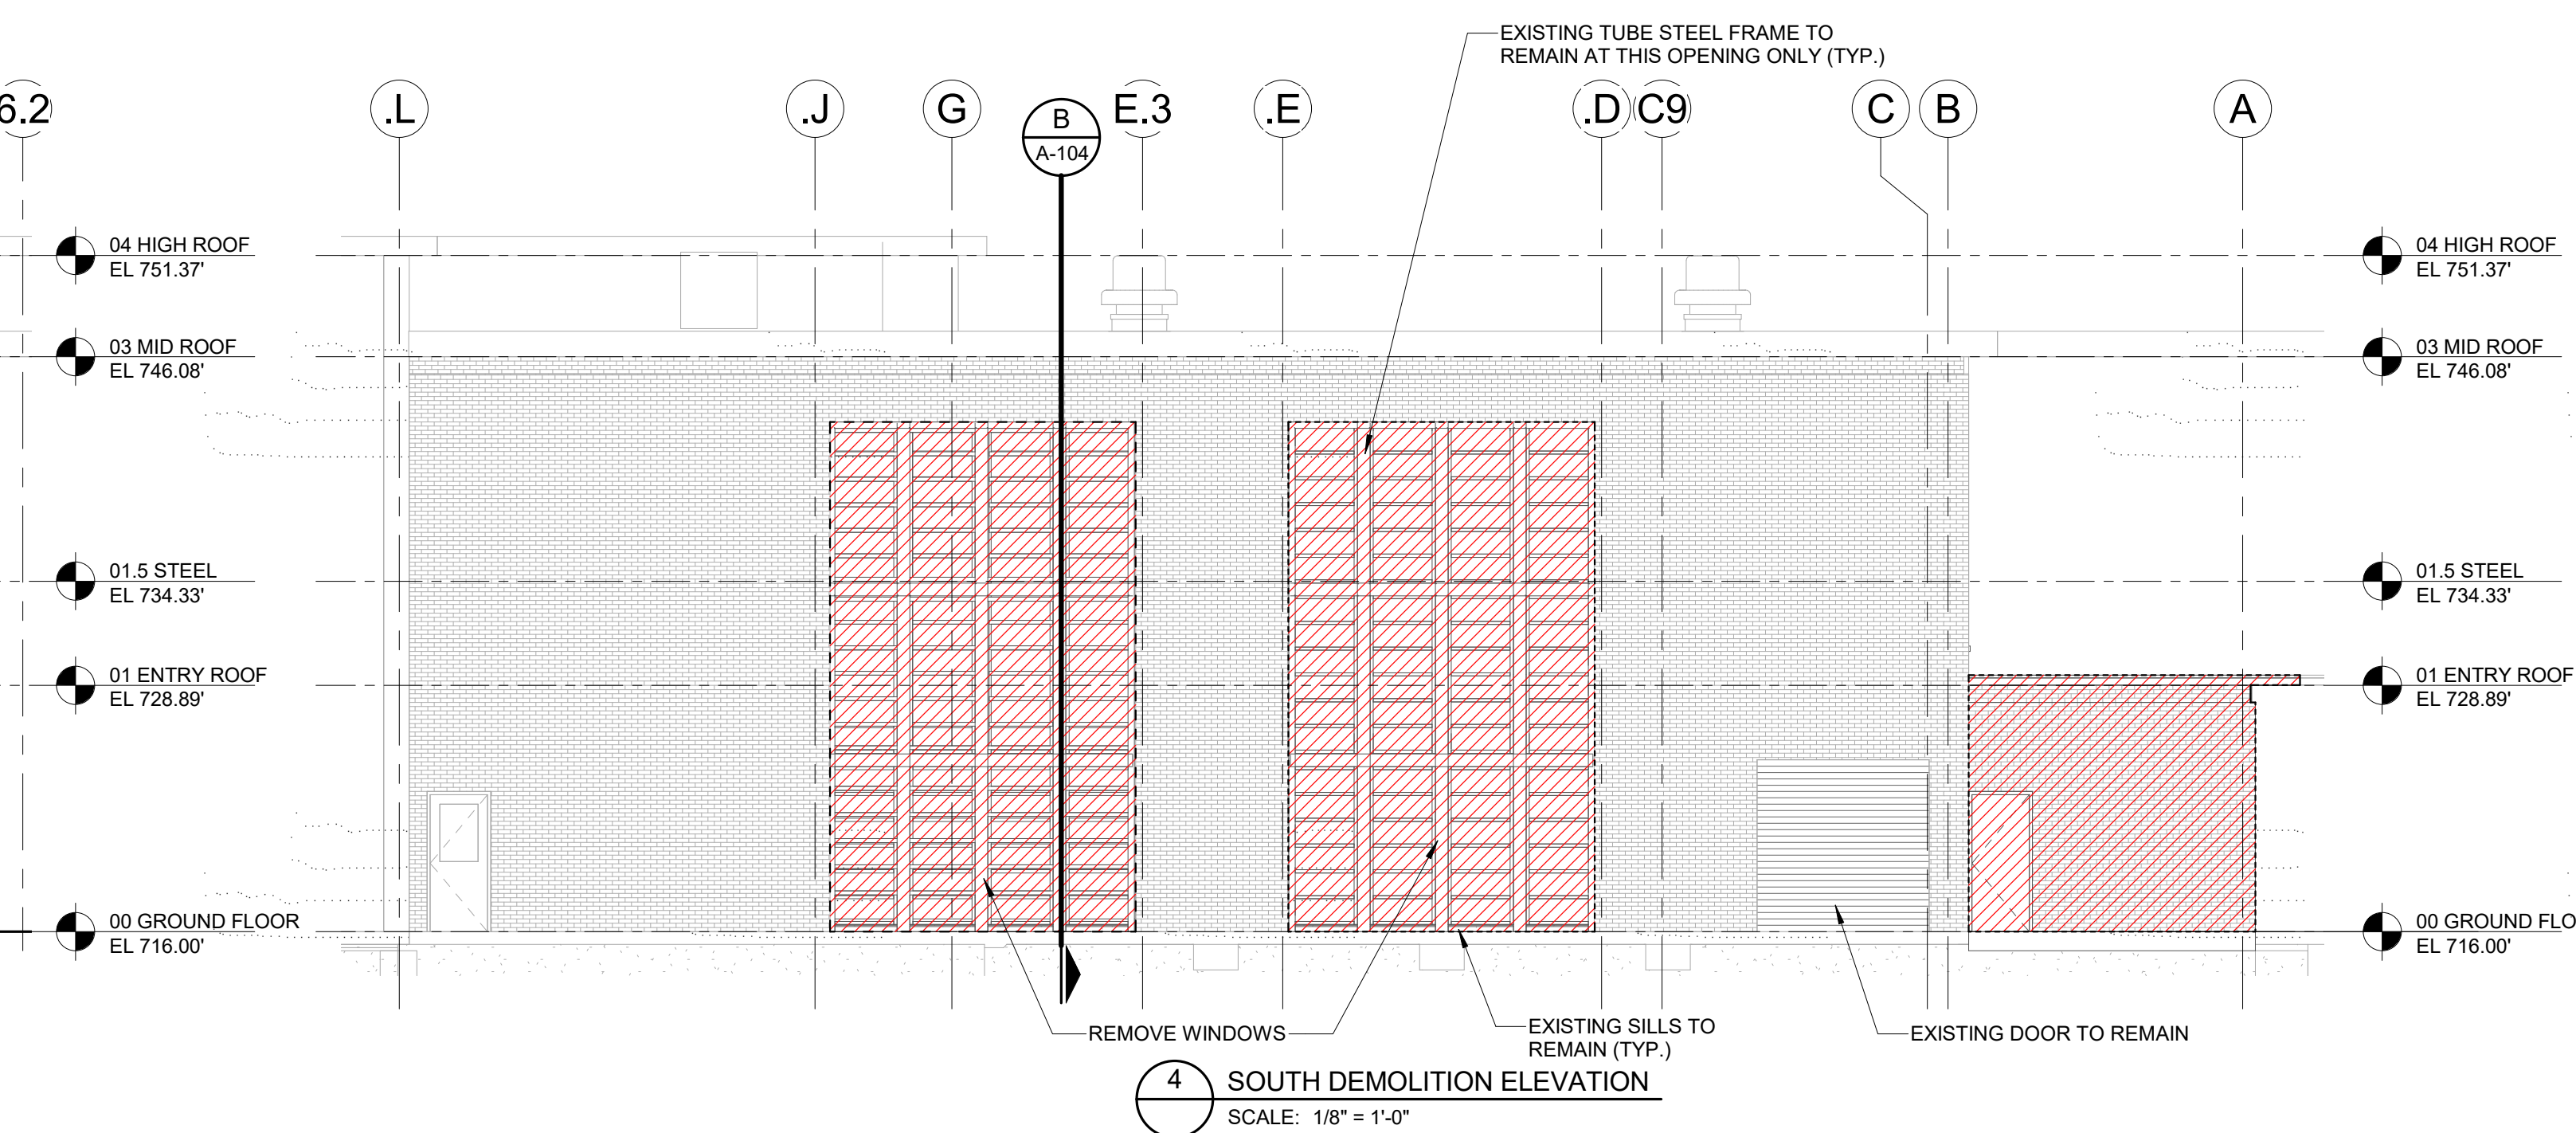 EXISTING TUBE STEEL FRAME TO
REMAIN AT THIS OPENING ONLY (TYP.)
6.2
.L
.J
G
B
A-104
E.3
.E
.D
C9
C
B
A
04 HIGH ROOF
EL 751.37'
04 HIGH ROOF
EL 751.37'
03 MID ROOF
EL 746.08'
03 MID ROOF
EL 746.08'
01.5 STEEL
EL 734.33'
01.5 STEEL
EL 734.33'
01 ENTRY ROOF
EL 728.89'
01 ENTRY ROOF
EL 728.89'
00 GROUND FLOOR
EL 716.00'
00 GROUND FLO
EL 716.00'
REMOVE WINDOWS
EXISTING SILLS TO
REMAIN (TYP.)
EXISTING DOOR TO REMAIN
4
SOUTH DEMOLITION ELEVATION
SCALE: 1/8" = 1'-0"